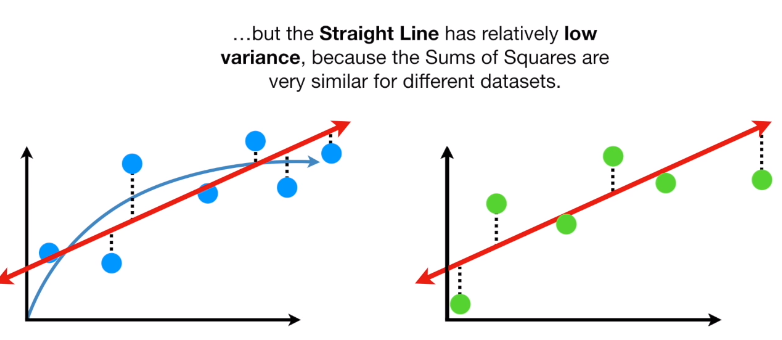 …but the Straight Line has relatively low
variance, because the Sums of Squares are
very similar for different datasets.